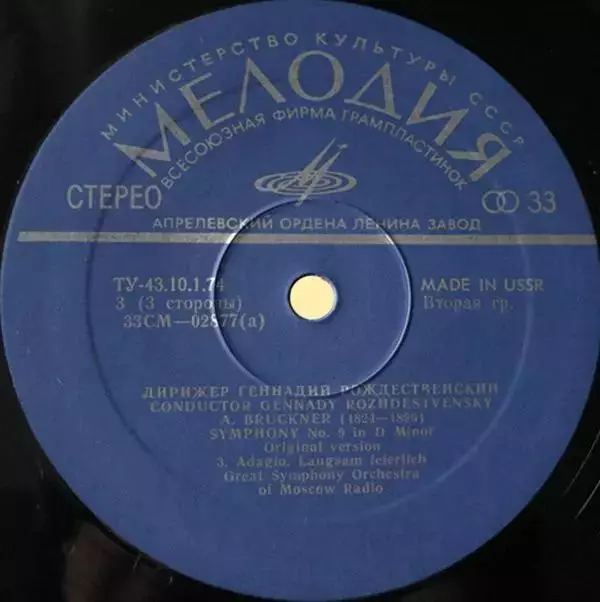 МИНИСТЕРСТВО КУЛЬТУРЫ СССР
МЕЛОДИЯ
ВСЕСОЮЗНАЯ ФИРМА ГРАМПЛАСТИНОК
СТЕРЕО
33
АПРЕЛЕВСКИЙ ОРДЕНА ЛЕНИНА ЗАВОД
ТУ-43.10.1.74
MADE IN USSR
3 (3 стороны)
Вторая гр.
33СМ—02877(а)
ДИРИЖЕР ГЕННАДИЙ РОЖДЕСТВЕНСКИЙ
CONDUCTOR GENNADY ROZHDESTVENSKY
A. BRUCKNER (1824—1896)
SYMPHONY No. 9 in D Minor
Original version
3. Adagio. Langsam feierlich
Great Symphony Orchestra
of Moscow Radio